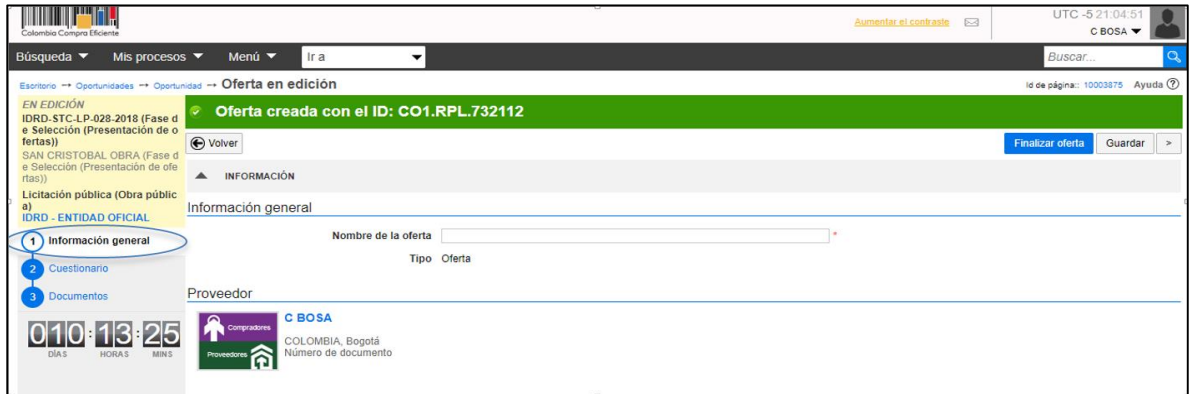 Colombia Compra Eficiente
Aumentar el contraste
UTC -5 21:04:51
C BOSA
Búsqueda
Mis procesos
Menú
Ir a
Buscar...
Escritorio → Oportunidades → Oportunidad → Oferta en edición
Id de página:: 10003875 Ayuda
EN EDICIÓN
IDRD-STC-LP-028-2018 (Fase d
e Selección (Presentación de o
fertas))
SAN CRISTOBAL OBRA (Fase d
e Selección (Presentación de ofe
rtas))
Licitación pública (Obra públic
a)
IDRD - ENTIDAD OFICIAL
1 Información general
2 Cuestionario
3 Documentos
010:13:25
DÍAS HORAS MINS
Oferta creada con el ID: CO1.RPL.732112
Volver
Finalizar oferta
Guardar
>
INFORMACIÓN
Información general
Nombre de la oferta *
Tipo Oferta
Proveedor
Compradores
Proveedores
C BOSA
COLOMBIA, Bogotá
Número de documento